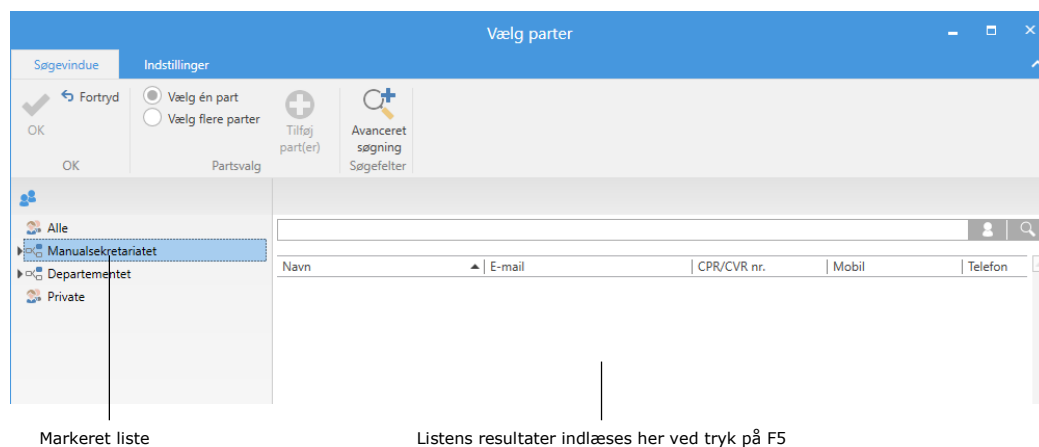 Vælg parter
Søgevindue Indstillinger
Fortryd Vælg én part
OK Vælg flere parter Tilføj part(er) Avanceret søgning
OK Partsvalg Søgefelter
Alle
Manualsekretariatet
Navn E-mail CPR/CVR nr. Mobil Telefon
Departementet
Private
Markeret liste Listens resultater indlæses her ved tryk på F5